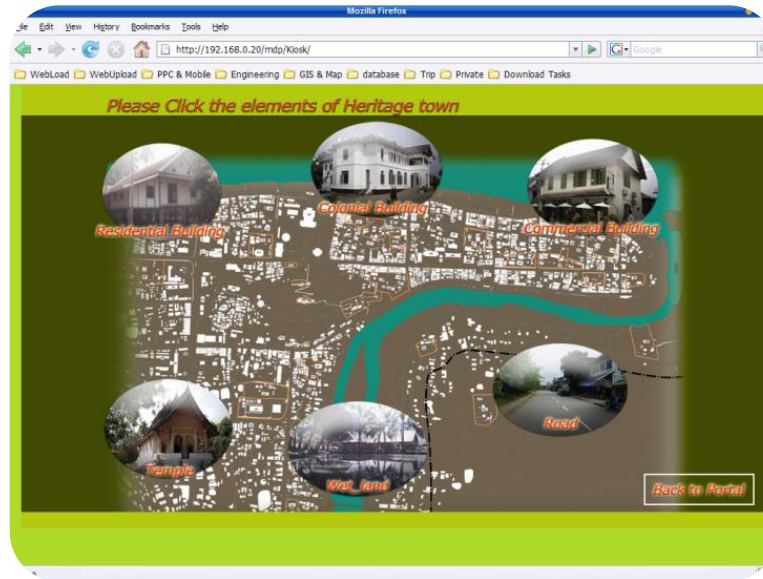 Mozilla Firefox
Edit View History Bookmarks Tools Help
http://192.168.0.20/mdp/Kiosk/
Google
WebLoad WebUpload PPC & Mobile Engineering GIS & Map database Trip Private Download Tasks
Please Click the elements of Heritage town
Residential Building
Colonial Building
Commercial Building
Temple
Wet_land
Road
Back to Portal